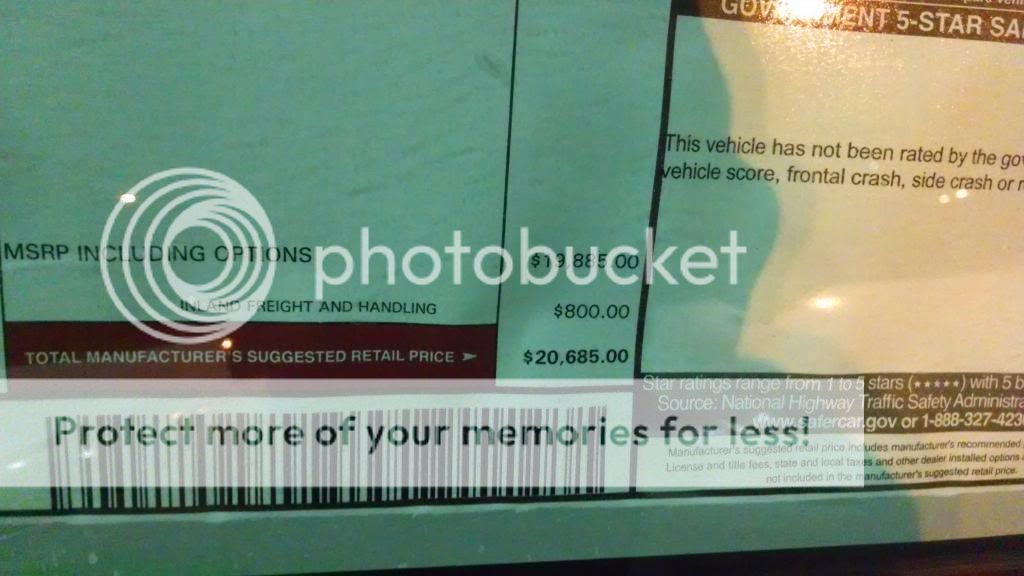 GOVERNMENT 5-STAR
This vehicle has not been rated by the
vehicle score, frontal crash, side crash or
MSRP INCLUDING OPTIONS $19,885.00
INLAND FREIGHT AND HANDLING $800.00
TOTAL MANUFACTURER'S SUGGESTED RETAIL PRICE ➤ $20,685.00
photobucket
Protect more of your memories for less!
Star ratings range from 1 to 5 stars (★★★★★) with 5
Source: National Highway Traffic Safety
www.safercar.gov or 1-888-327-423
Manufacturer's suggested retail price includes manufacturer's recommended
License and title fees, state and local taxes and other dealer installed options
not included in the manufacturer's suggested retail price.